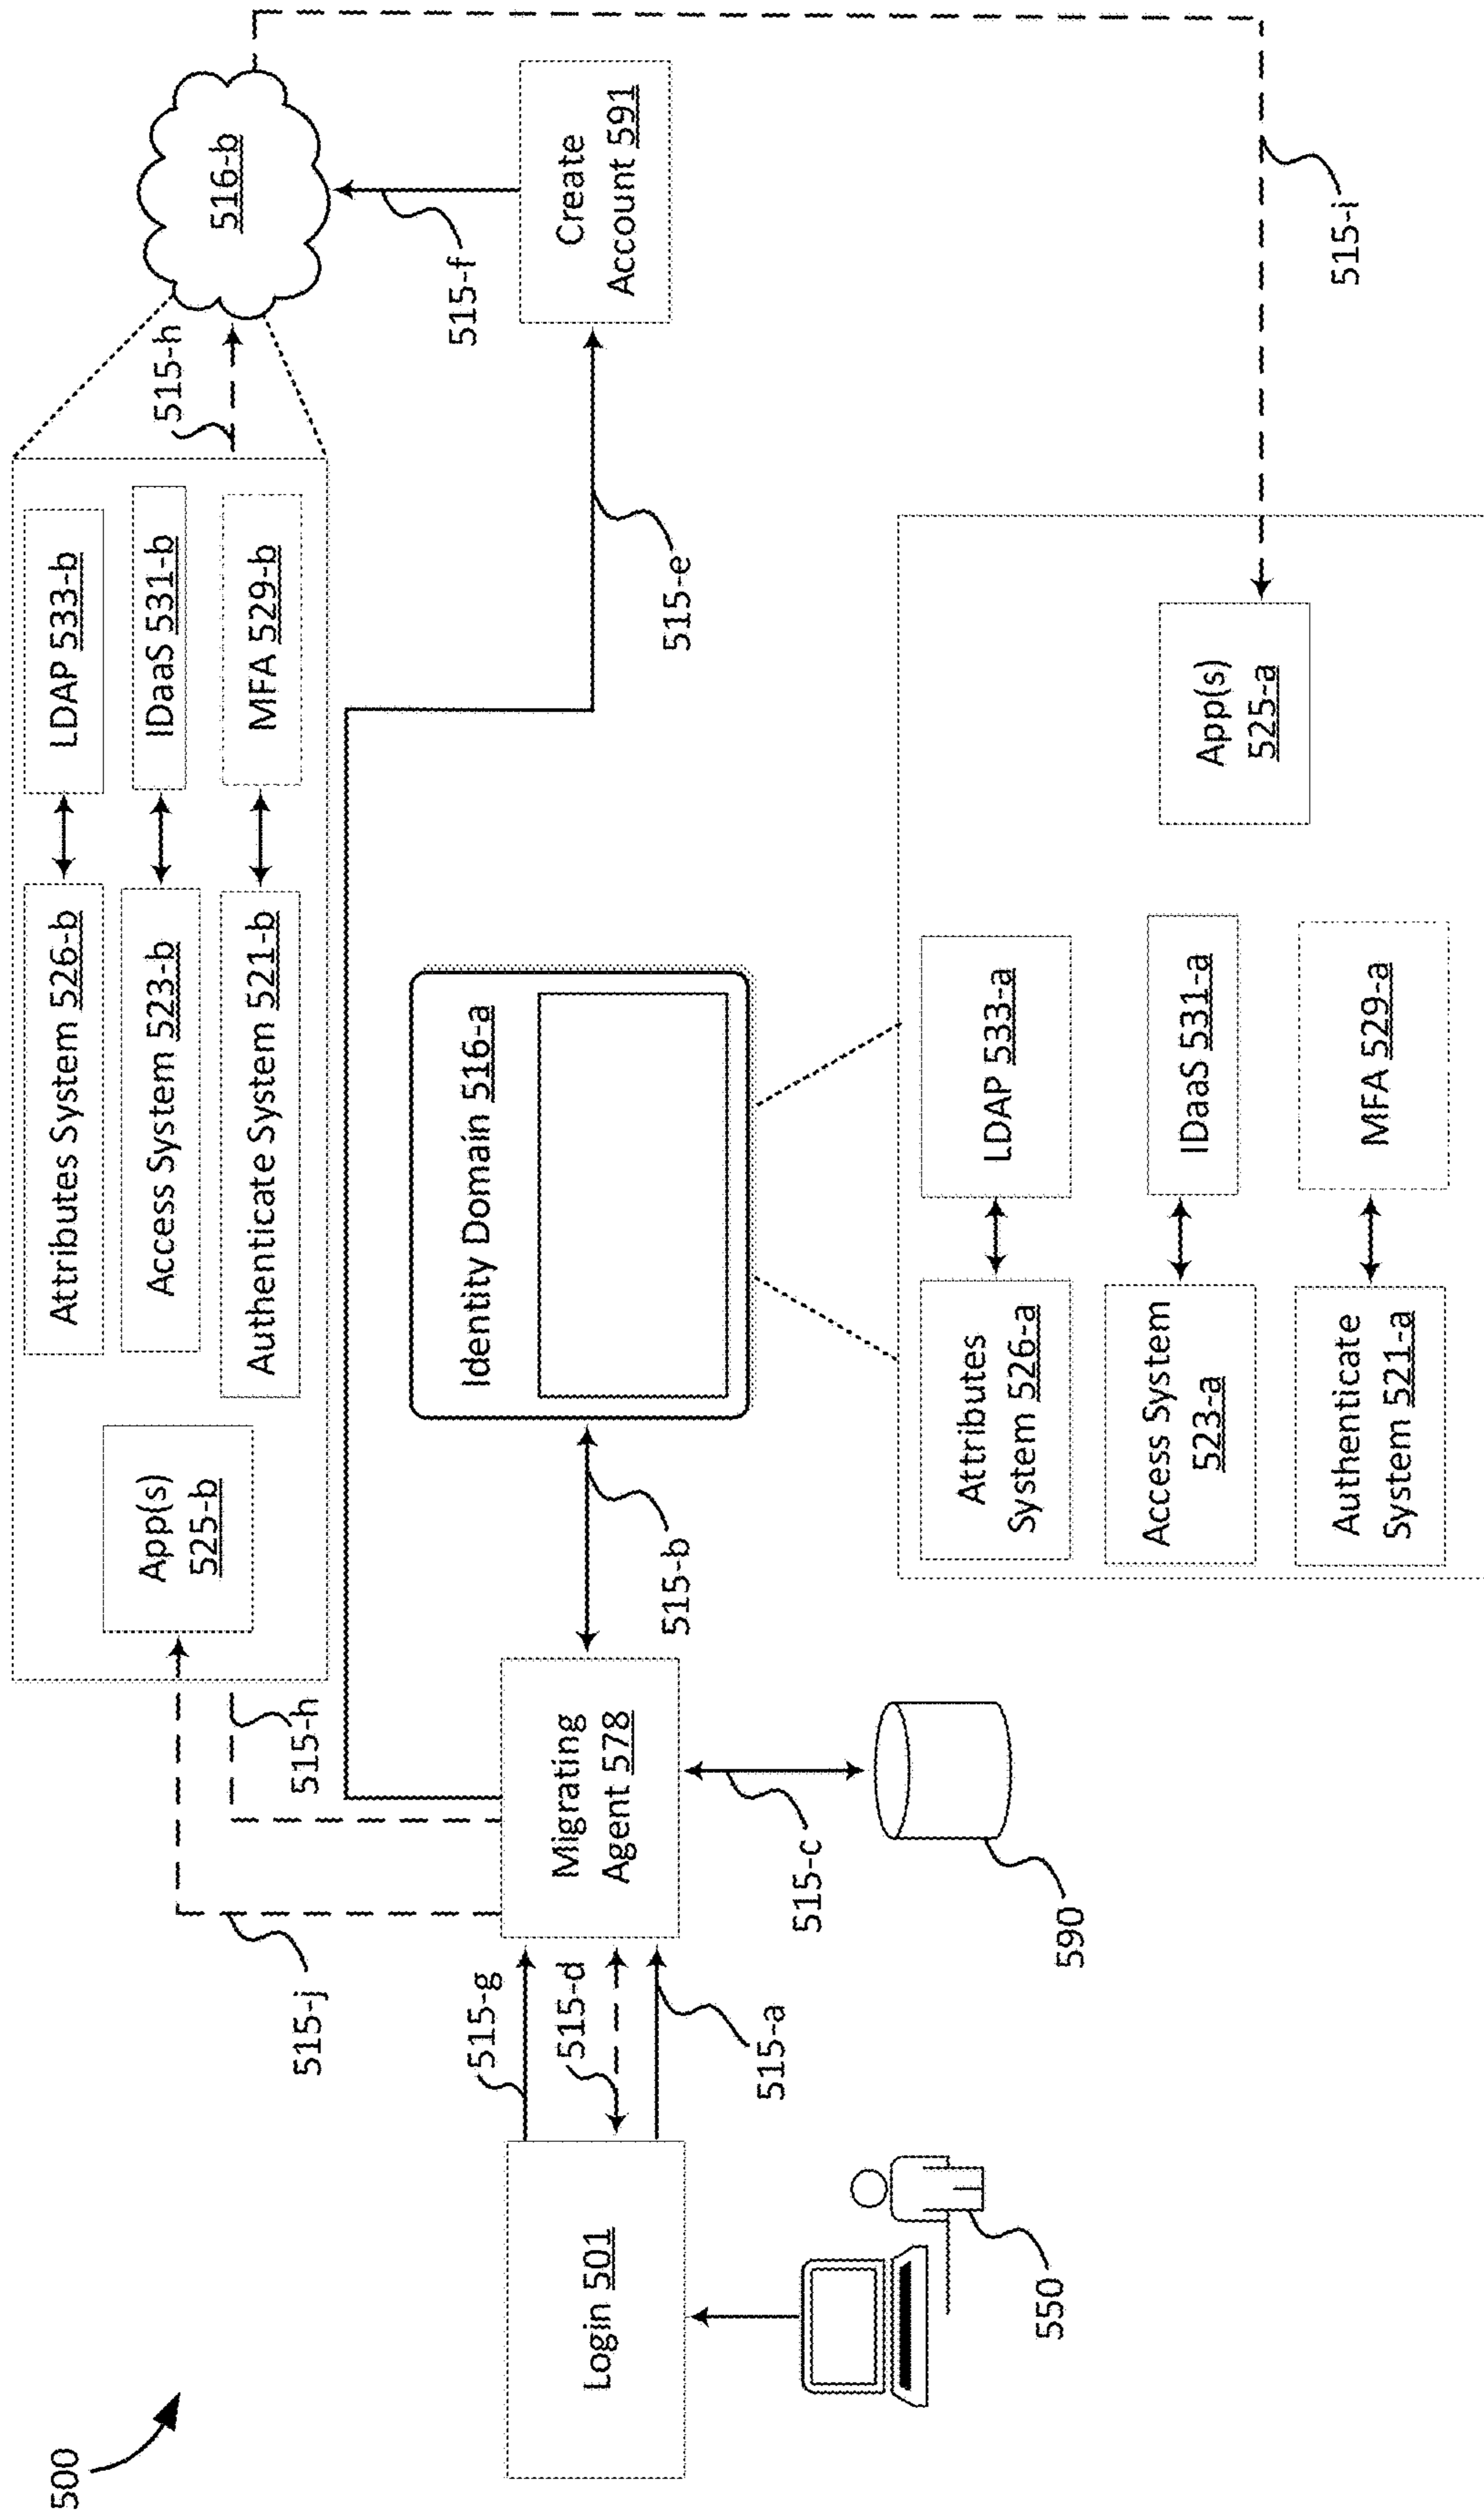 500
Login 501
550
515-g
515-d
515-a
515-j
515-h
Migrating
Agent 578
515-c
590
515-b
App(s)
525-b
Attributes System 526-b
LDAP 533-b
Access System 523-b
IDaaS 531-b
Authenticate System 521-b
MFA 529-b
515-h
516-b
515-f
Create
Account 591
515-e
Identity Domain 516-a
Attributes
System 526-a
LDAP 533-a
Access System
523-a
IDaaS 531-a
Authenticate
System 521-a
MFA 529-a
App(s)
525-a
515-i